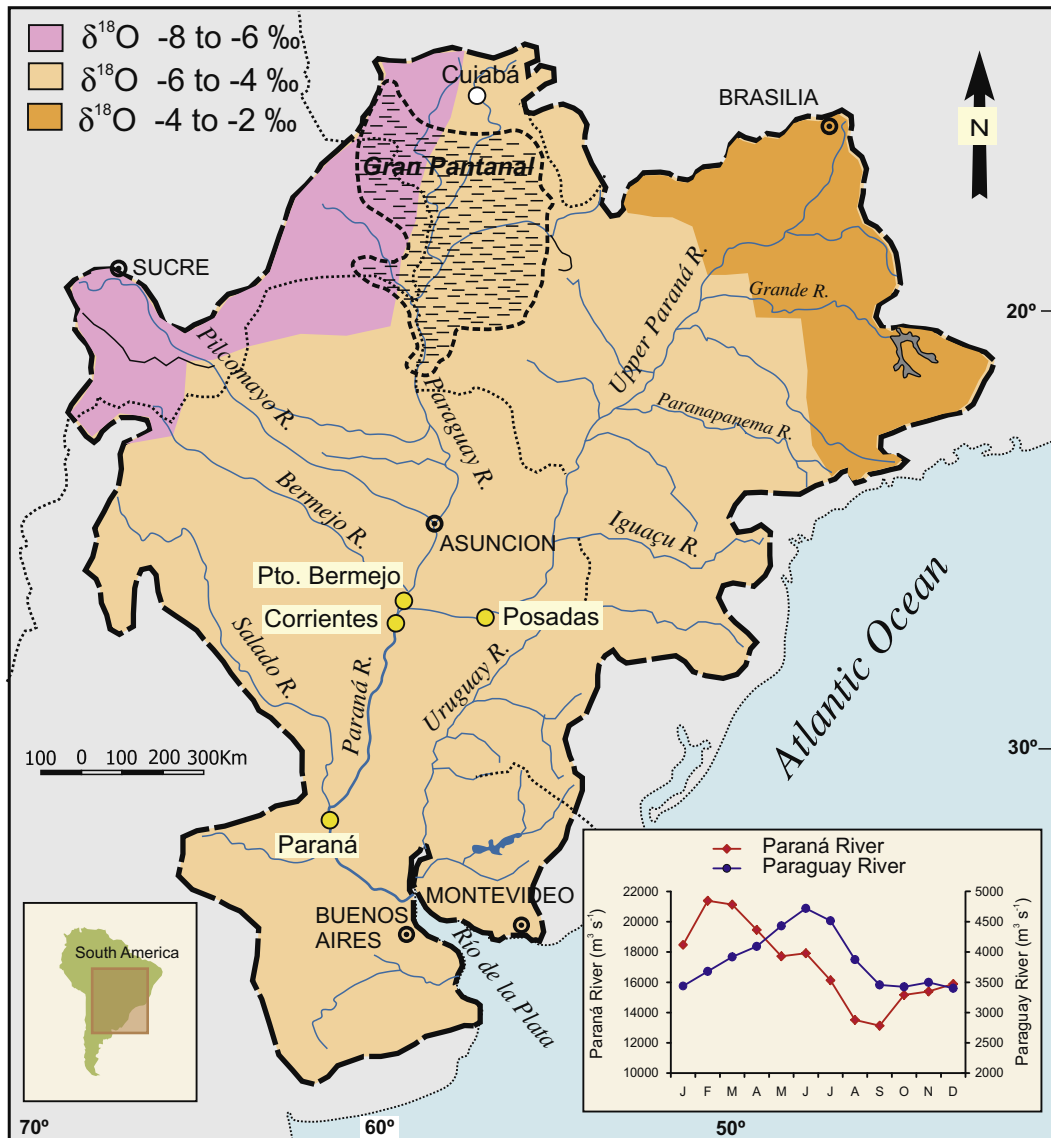 δ¹⁸O -8 to -6 ‰
δ¹⁸O -6 to -4 ‰
δ¹⁸O -4 to -2 ‰
Cuiabá
BRASILIA
N
Gran Pantanal
SUCRE
Grande R.
20º
Upper Paraná R.
Pilcomayo R.
Paraguay R.
Paranapanema R.
Bermejo R.
ASUNCION
Iguaçu R.
Pto. Bermejo
Corrientes
Posadas
Salado R.
Paraná R.
Uruguay R.
Atlantic Ocean
100 0 100 200 300Km
30º
Paraná
MONTEVIDEO
BUENOS
AIRES
Río de la Plata
South America
Paraná River
Paraguay River
22000
20000
18000
16000
14000
12000
10000
Paraná River (m³ s⁻¹)
5000
4500
4000
3500
3000
2500
2000
Paraguay River (m³ s⁻¹)
J F M A M J J A S O N D
70º 60º 50º